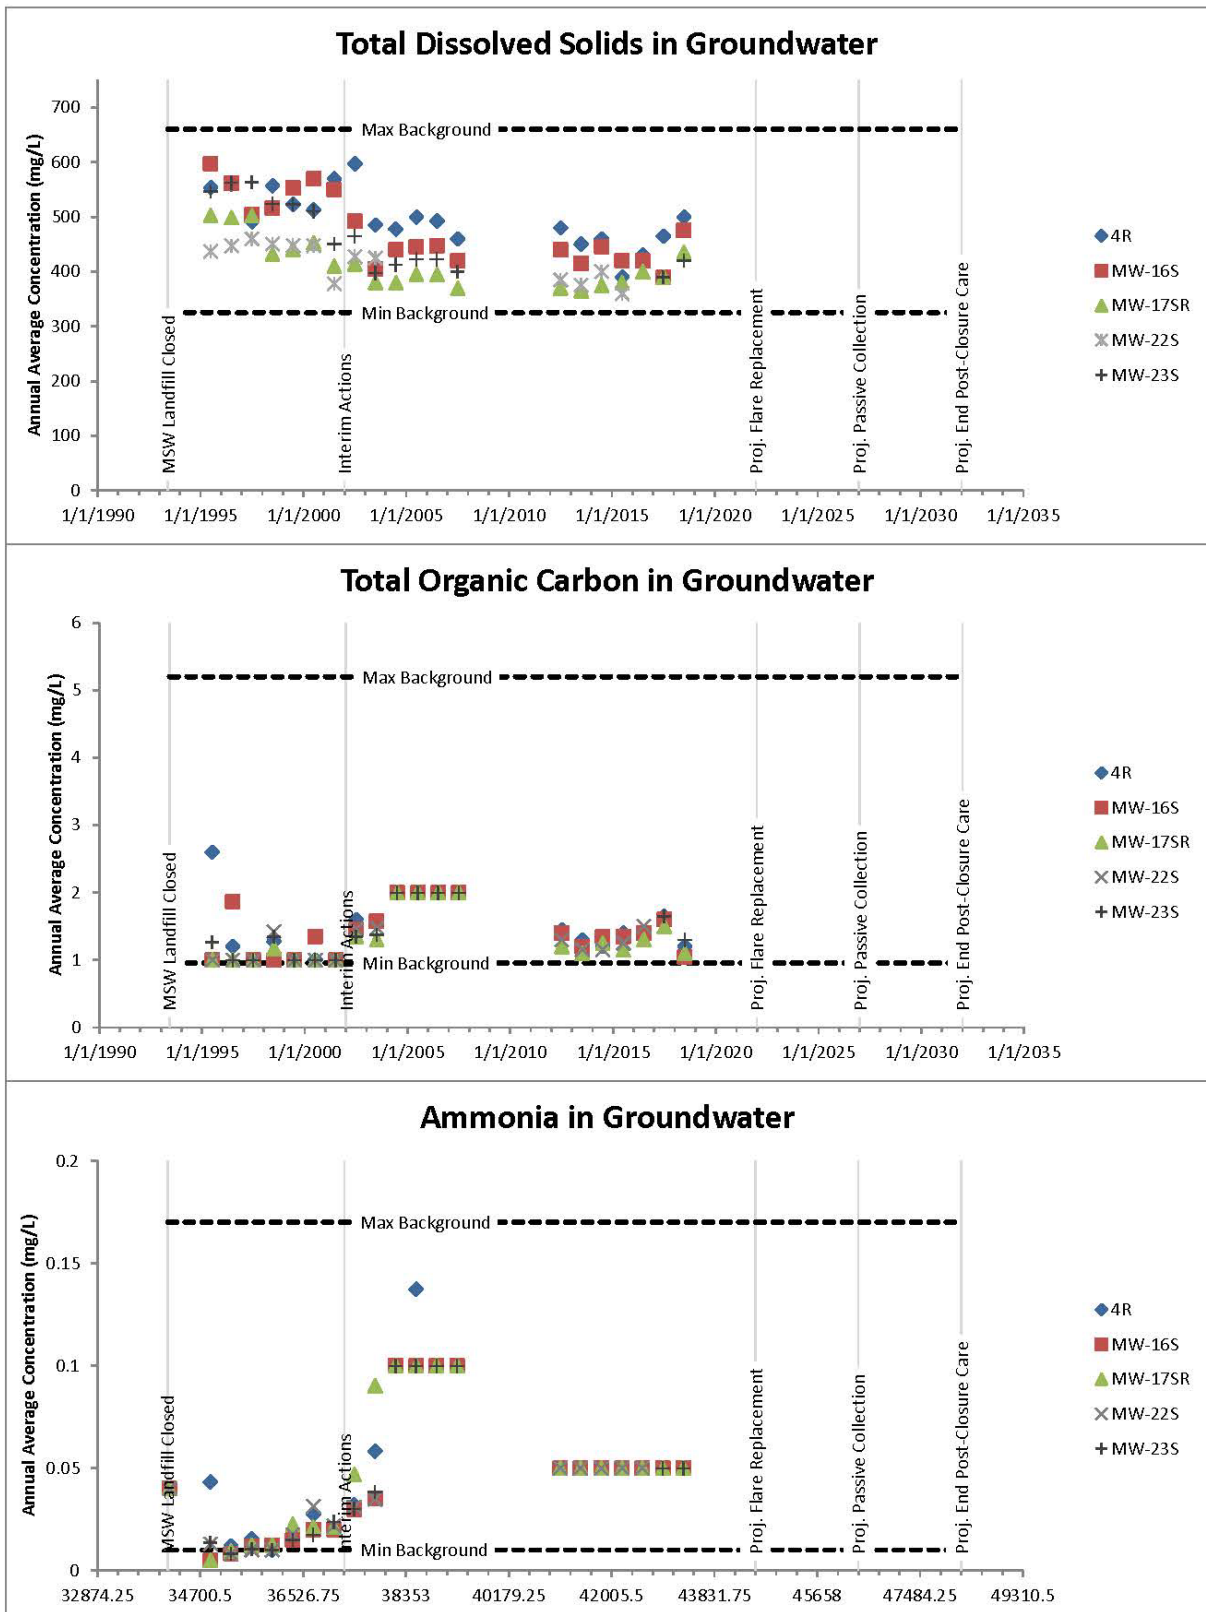 Total Dissolved Solids in Groundwater
Annual Average Concentration (mg/L)
700
600
500
400
300
200
100
0
Max Background
Min Background
MSW Landfill Closed
Interim Actions
Proj. Flare Replacement
Proj. Passive Collection
Proj. End Post-Closure Care
4R
MW-16S
MW-17SR
MW-22S
MW-23S
1/1/1990 1/1/1995 1/1/2000 1/1/2005 1/1/2010 1/1/2015 1/1/2020 1/1/2025 1/1/2030 1/1/2035
Total Organic Carbon in Groundwater
Annual Average Concentration (mg/L)
6
5
4
3
2
1
0
Max Background
Min Background
MSW Landfill Closed
Interim Actions
Proj. Flare Replacement
Proj. Passive Collection
Proj. End Post-Closure Care
4R
MW-16S
MW-17SR
MW-22S
MW-23S
1/1/1990 1/1/1995 1/1/2000 1/1/2005 1/1/2010 1/1/2015 1/1/2020 1/1/2025 1/1/2030 1/1/2035
Ammonia in Groundwater
Annual Average Concentration (mg/L)
0.2
0.15
0.1
0.05
0
Max Background
Min Background
MSW Landfill Closed
Interim Actions
Proj. Flare Replacement
Proj. Passive Collection
Proj. End Post-Closure Care
4R
MW-16S
MW-17SR
MW-22S
MW-23S
32874.25 34700.5 36526.75 38353 40179.25 42005.5 43831.75 45658 47484.25 49310.5